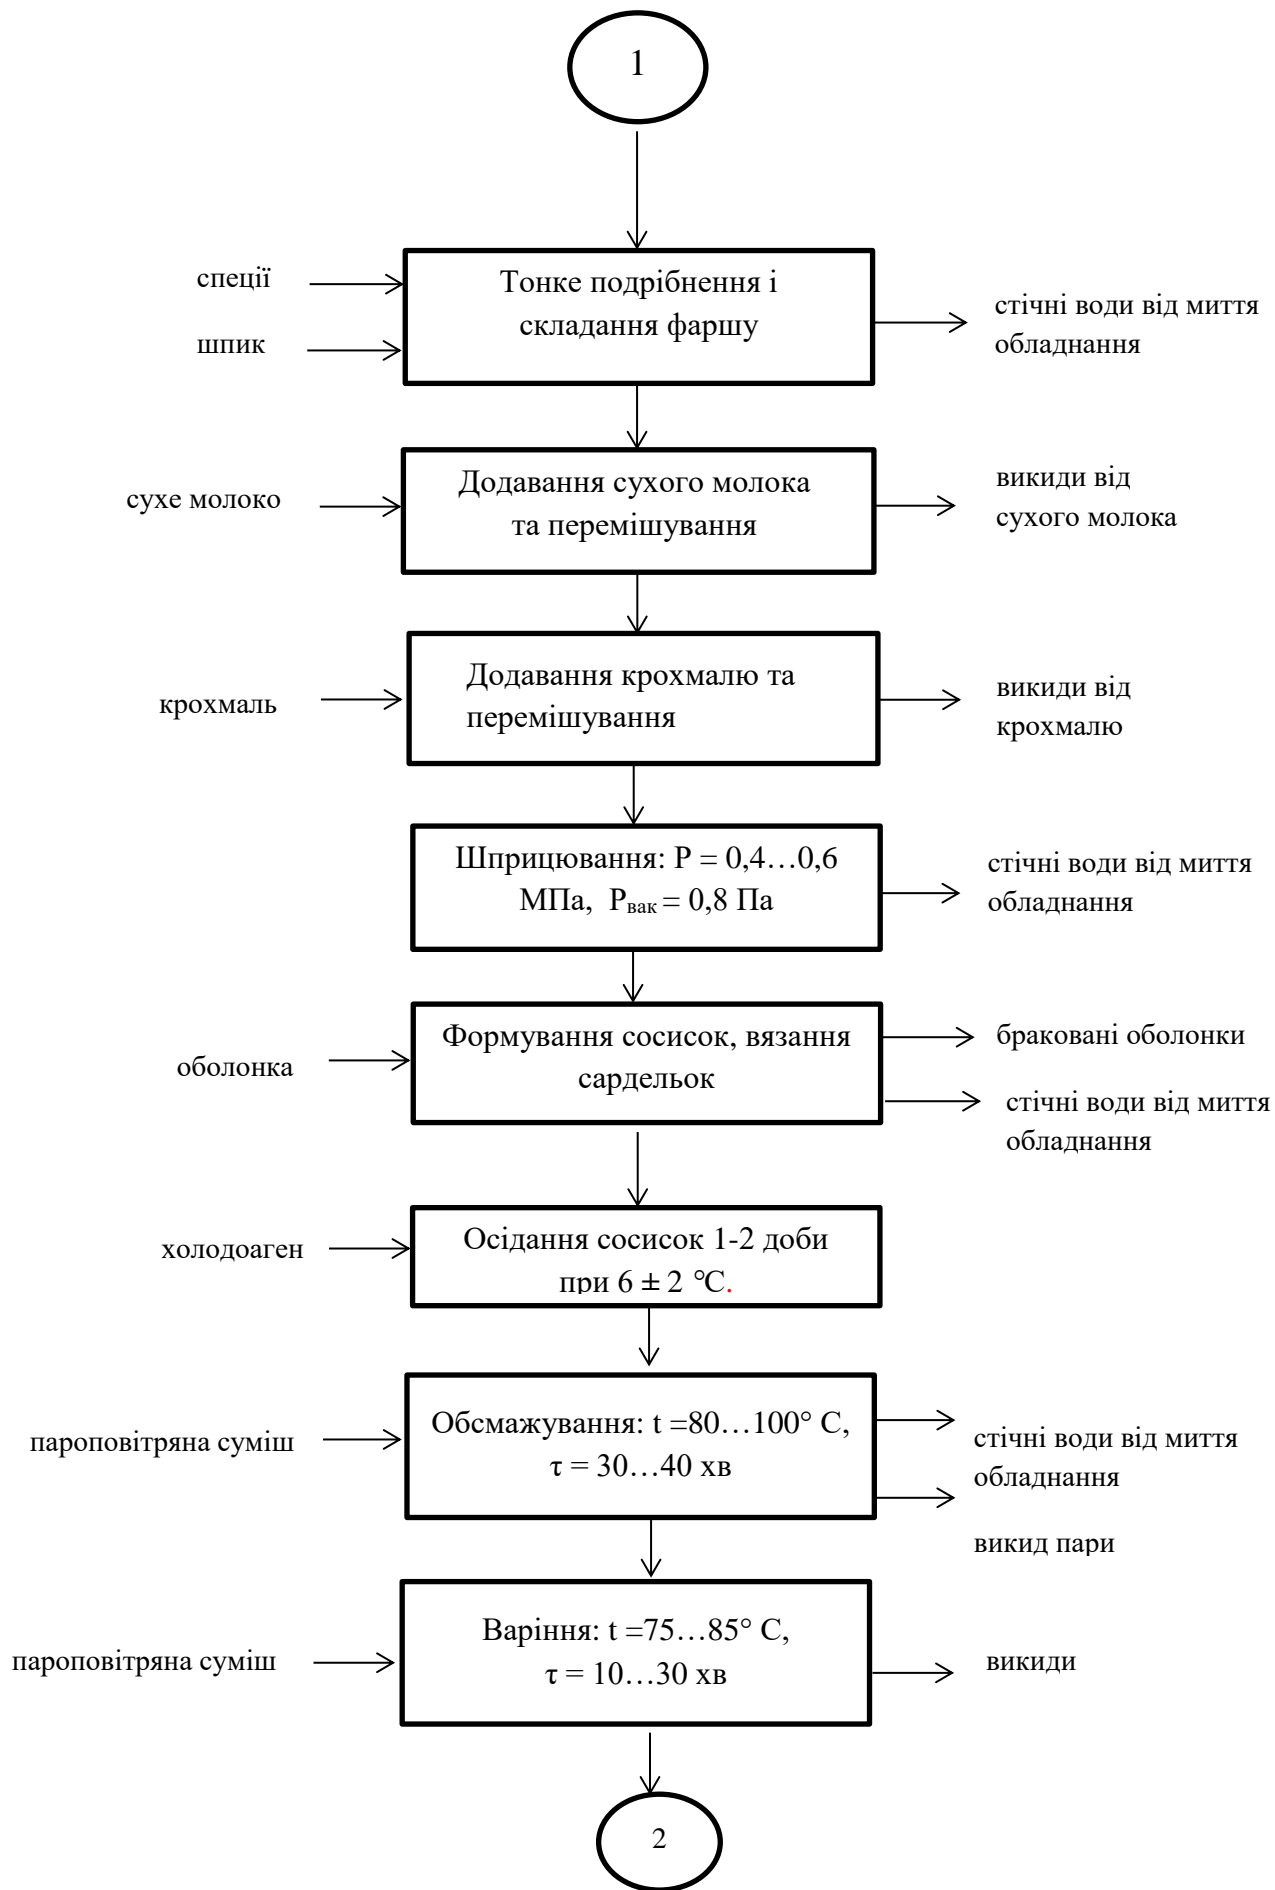 1
спеції
шпик
Тонке подрібнення і
складання фаршу
стічні води від миття
обладнання
сухе молоко
Додавання сухого молока
та перемішування
викиди від
сухого молока
крохмаль
Додавання крохмалю та
перемішування
викиди від
крохмалю
Шприцювання: Р = 0,4…0,6
МПа, Рвак = 0,8 Па
стічні води від миття
обладнання
оболонка
Формування сосисок, вязання
сардельок
браковані оболонки
стічні води від миття
обладнання
холодоаген
Осідання сосисок 1-2 доби
при 6 ± 2 ℃.
пароповітряна суміш
Обсмажування: t =80…100° С,
τ = 30…40 хв
стічні води від миття
обладнання
викид пари
пароповітряна суміш
Варіння: t =75…85° С,
τ = 10…30 хв
викиди
2